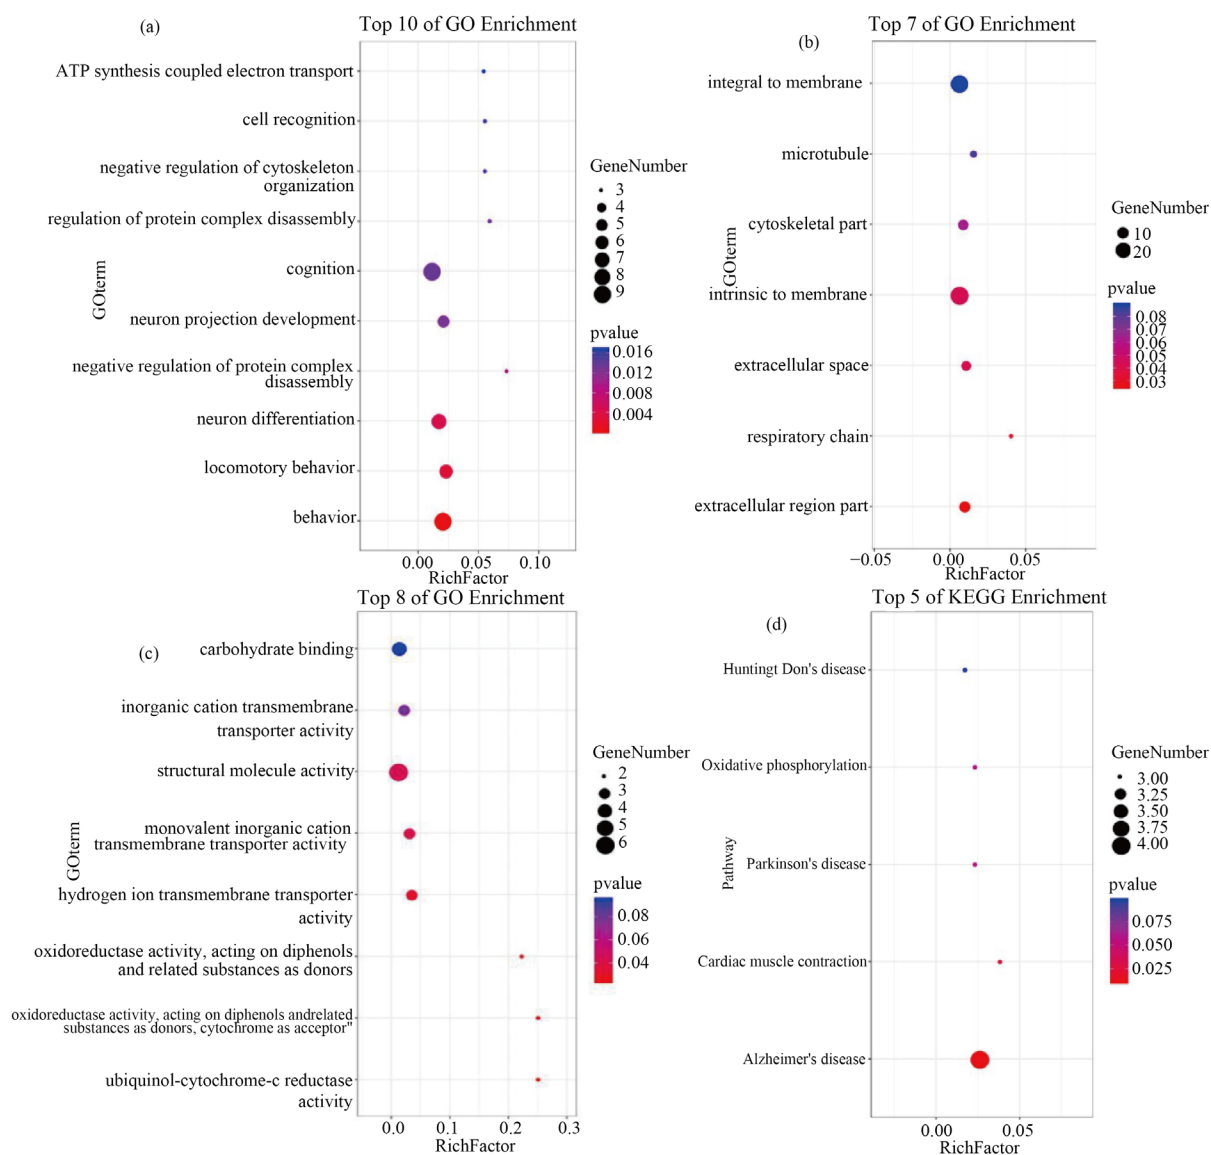 (a)
Top 10 of GO Enrichment
ATP synthesis coupled electron transport
cell recognition
negative regulation of cytoskeleton
organization
regulation of protein complex disassembly
cognition
neuron projection development
negative regulation of protein complex
disassembly
neuron differentiation
locomotory behavior
behavior
GOterm
0.00 0.05 0.10
RichFactor
GeneNumber
3
4
5
6
7
8
9
pvalue
0.016
0.012
0.008
0.004
(b)
Top 7 of GO Enrichment
integral to membrane
microtubule
cytoskeletal part
intrinsic to membrane
extracellular space
respiratory chain
extracellular region part
GOterm
−0.05 0.00 0.05
RichFactor
GeneNumber
10
20
pvalue
0.08
0.07
0.06
0.05
0.04
0.03
(c)
Top 8 of GO Enrichment
carbohydrate binding
inorganic cation transmembrane
transporter activity
structural molecule activity
monovalent inorganic cation
transmembrane transporter activity
hydrogen ion transmembrane transporter
activity
oxidoreductase activity, acting on diphenols
and related substances as donors
oxidoreductase activity, acting on diphenols andrelated
substances as donors, cytochrome as acceptor"
ubiquinol-cytochrome-c reductase
activity
GOterm
0.0 0.1 0.2 0.3
RichFactor
GeneNumber
2
3
4
5
6
pvalue
0.08
0.06
0.04
(d)
Top 5 of KEGG Enrichment
Huntingt Don's disease
Oxidative phosphorylation
Parkinson's disease
Cardiac muscle contraction
Alzheimer's disease
Pathway
0.00 0.05
RichFactor
GeneNumber
3.00
3.25
3.50
3.75
4.00
pvalue
0.075
0.050
0.025